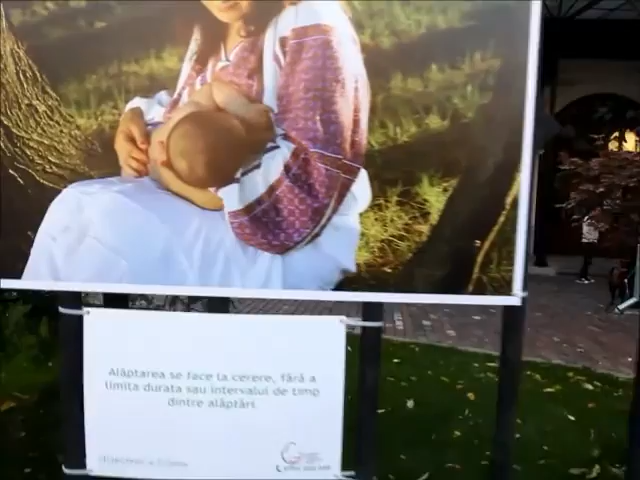 Alăptarea se face la cerere, fără a
limita durata sau intervalul de timp
dintre alăptări.